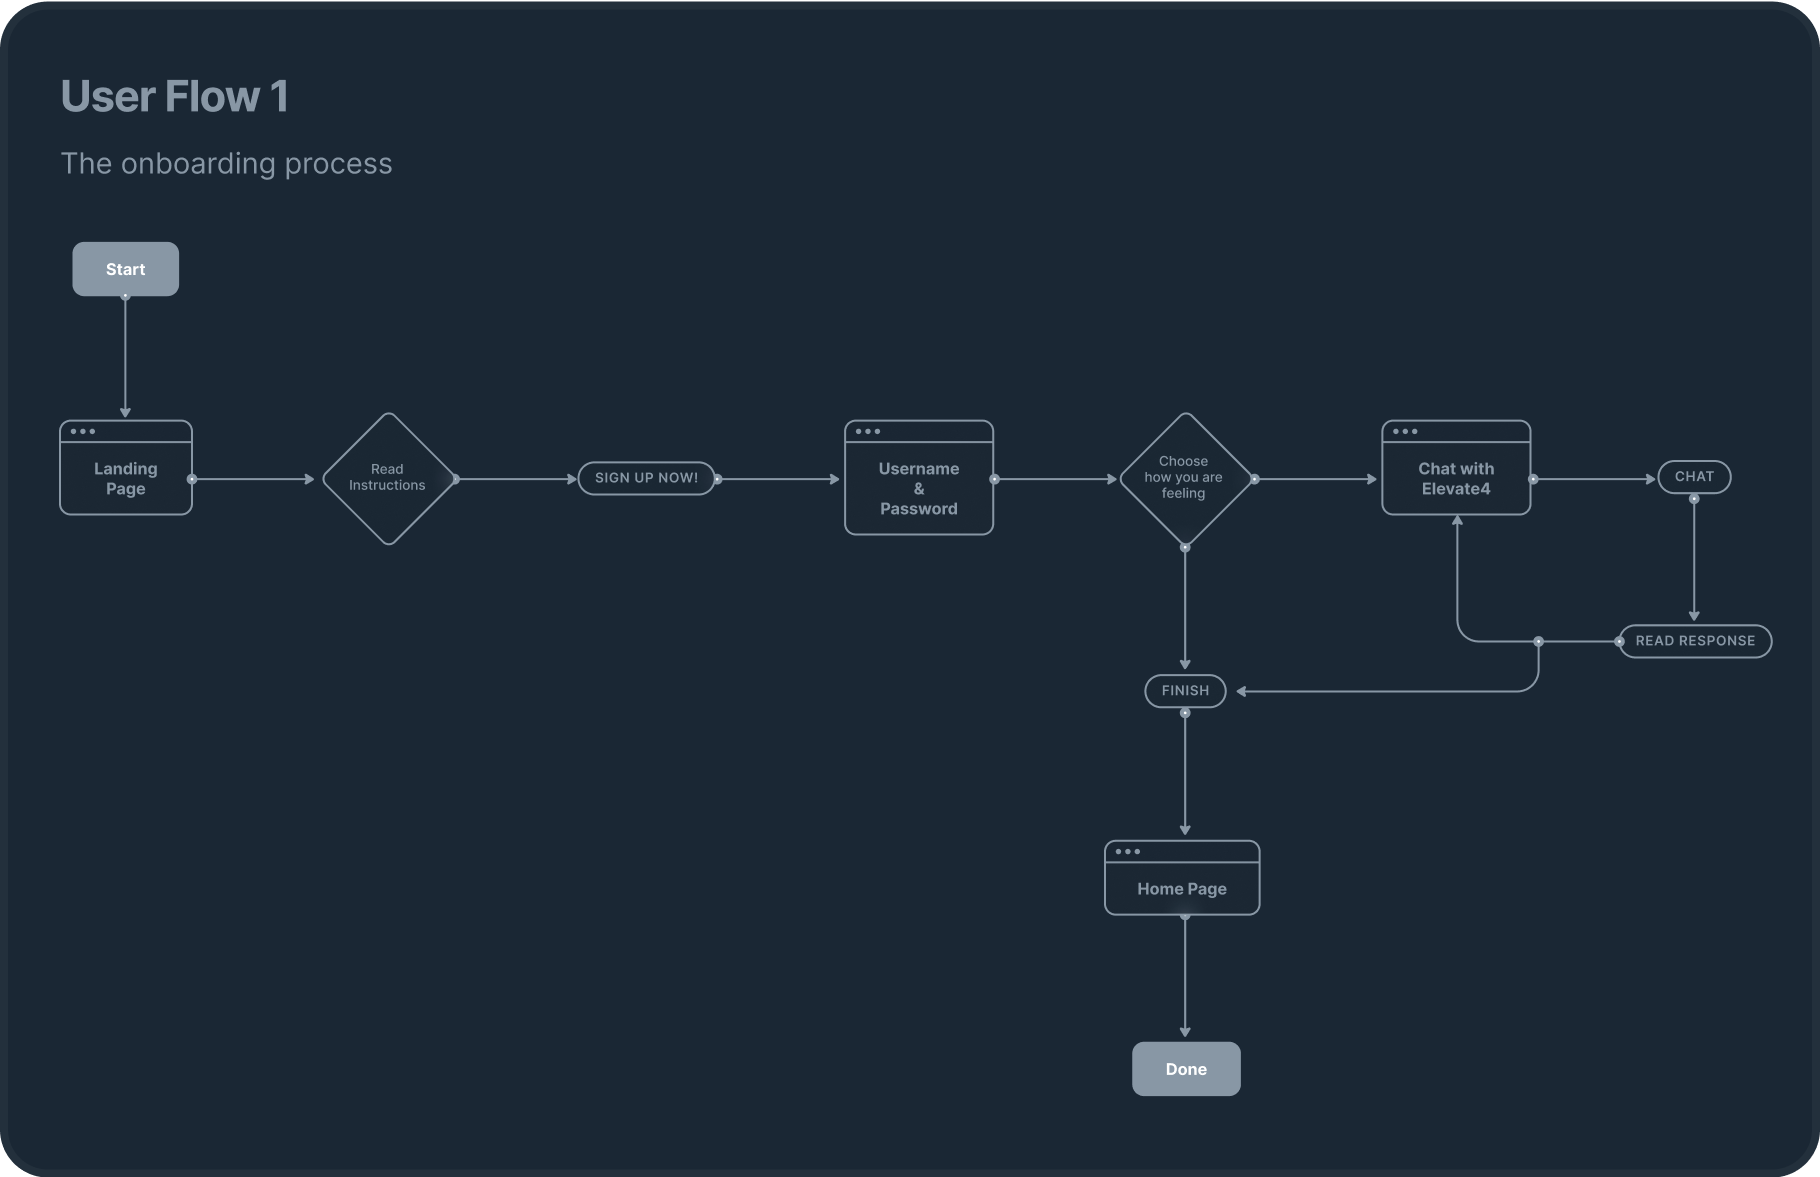 User Flow 1
The onboarding process
Start
Landing
Page
Read
Instructions
SIGN UP NOW!
Username
&
Password
Choose
how you are
feeling
Chat with
Elevate4
CHAT
READ RESPONSE
FINISH
Home Page
Done